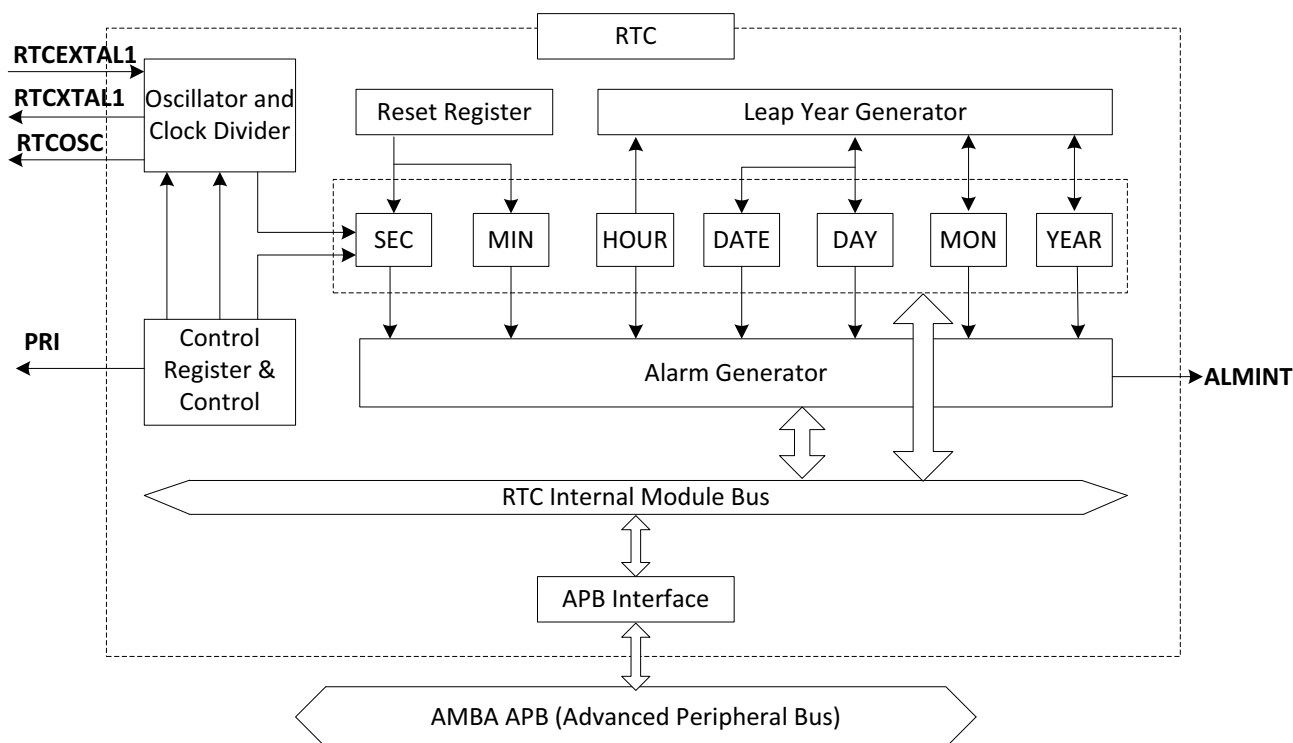 RTC
RTCEXTAL1
RTCXTAL1
RTCOSC
Oscillator and
Clock Divider
Reset Register
Leap Year Generator
SEC
MIN
HOUR
DATE
DAY
MON
YEAR
PRI
Control
Register &
Control
Alarm Generator
ALMINT
RTC Internal Module Bus
APB Interface
AMBA APB (Advanced Peripheral Bus)